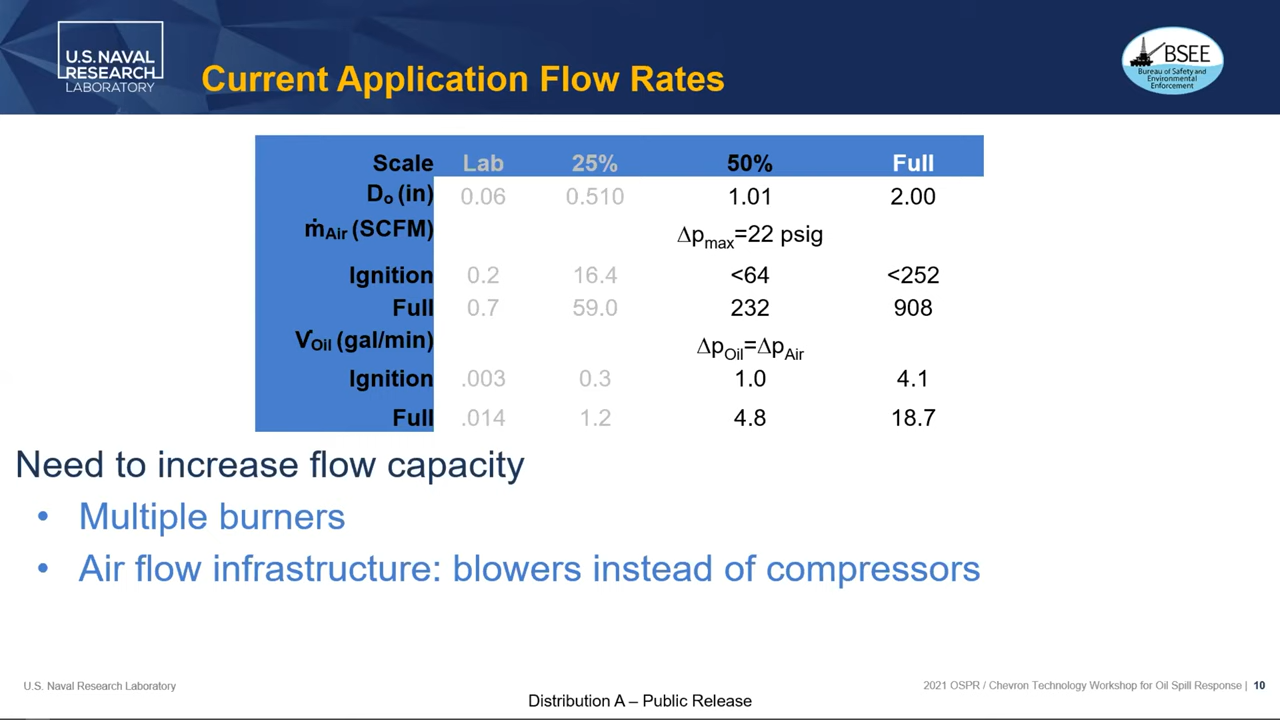 U.S. NAVAL
RESEARCH
LABORATORY
Current Application Flow Rates
BSEE
Bureau of Safety and
Environmental
Enforcement
Scale Lab 25% 50% Full
Dₒ (in) 0.06 0.510 1.01 2.00
ṁAir (SCFM) Δpmax=22 psig
Ignition 0.2 16.4 <64 <252
Full 0.7 59.0 232 908
V̇Oil (gal/min) ΔpOil=ΔpAir
Ignition .003 0.3 1.0 4.1
Full .014 1.2 4.8 18.7
Need to increase flow capacity
• Multiple burners
• Air flow infrastructure: blowers instead of compressors
U.S. Naval Research Laboratory
2021 OSPR / Chevron Technology Workshop for Oil Spill Response | 10
Distribution A – Public Release